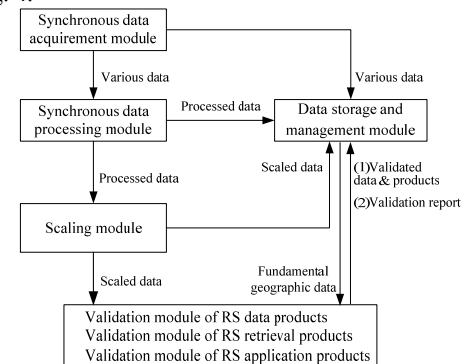 Synchronous data
acquirement module
Various data
Various data
Synchronous data
processing module
Processed data
Data storage and
management module
Processed data
Scaled data
(1)Validated
data & products
(2)Validation report
Scaling module
Scaled data
Fundamental
geographic data
Validation module of RS data products
Validation module of RS retrieval products
Validation module of RS application products